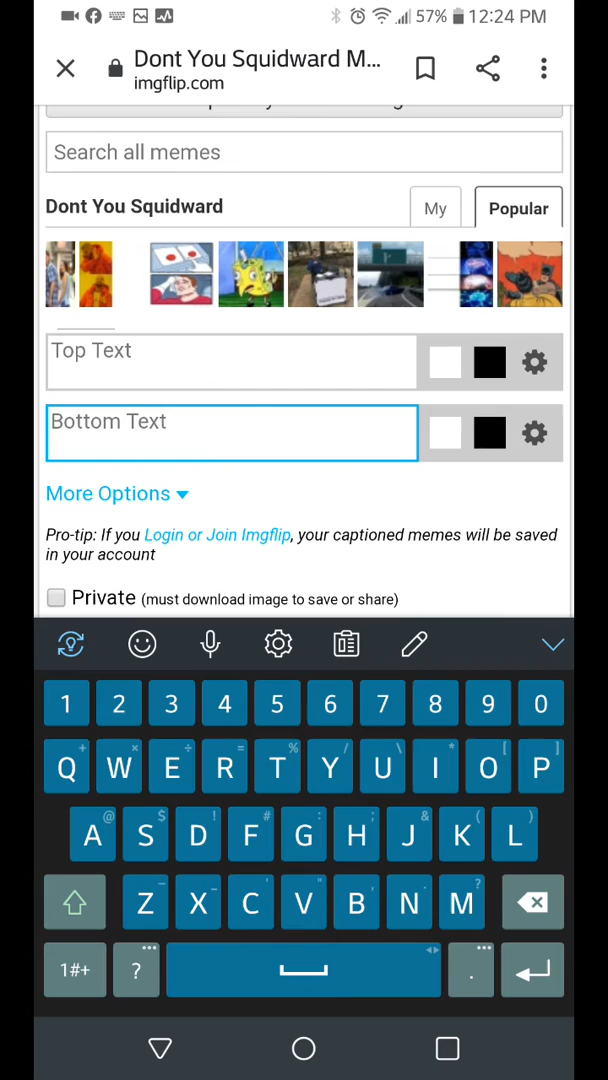 57% 12:24 PM
Dont You Squidward M...
imgflip.com
Search all memes
Dont You Squidward
My
Popular
Top Text
Bottom Text
More Options
Pro-tip: If you Login or Join Imgflip, your captioned memes will be saved
in your account
Private (must download image to save or share)
1 2 3 4 5 6 7 8 9 0
+ × ÷ = % / \ * [ ]
Q W E R T Y U I O P
@ $ ! # : ; & ( )
A S D F G H J K L
- _ ' " , . ?
Z X C V B N M
1#+ ? .